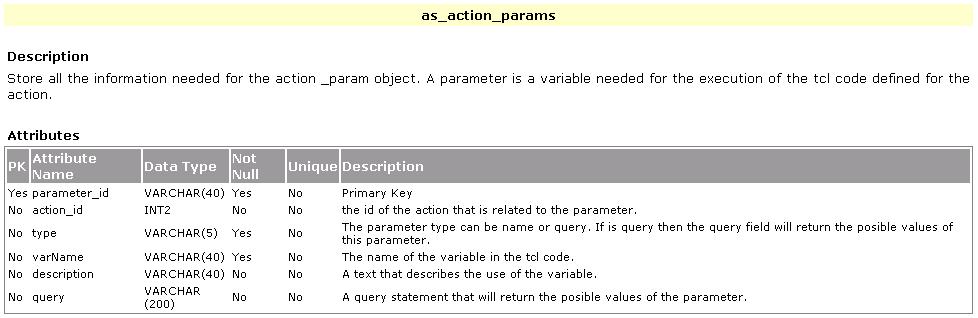 as_action_params
Description
Store all the information needed for the action _param object. A parameter is a variable needed for the execution of the tcl code defined for the
action.
Attributes
PK Attribute Name Data Type Not Null Unique Description
Yes parameter_id VARCHAR(40) Yes No Primary Key
No action_id INT2 No No the id of the action that is related to the parameter.
No type VARCHAR(5) Yes No The parameter type can be name or query. If is query then the query field will return the posible values of
this parameter.
No varName VARCHAR(40) Yes No The name of the variable in the tcl code.
No description VARCHAR(40) No No A text that describes the use of the variable.
No query VARCHAR (200) No No A query statement that will return the posible values of the parameter.